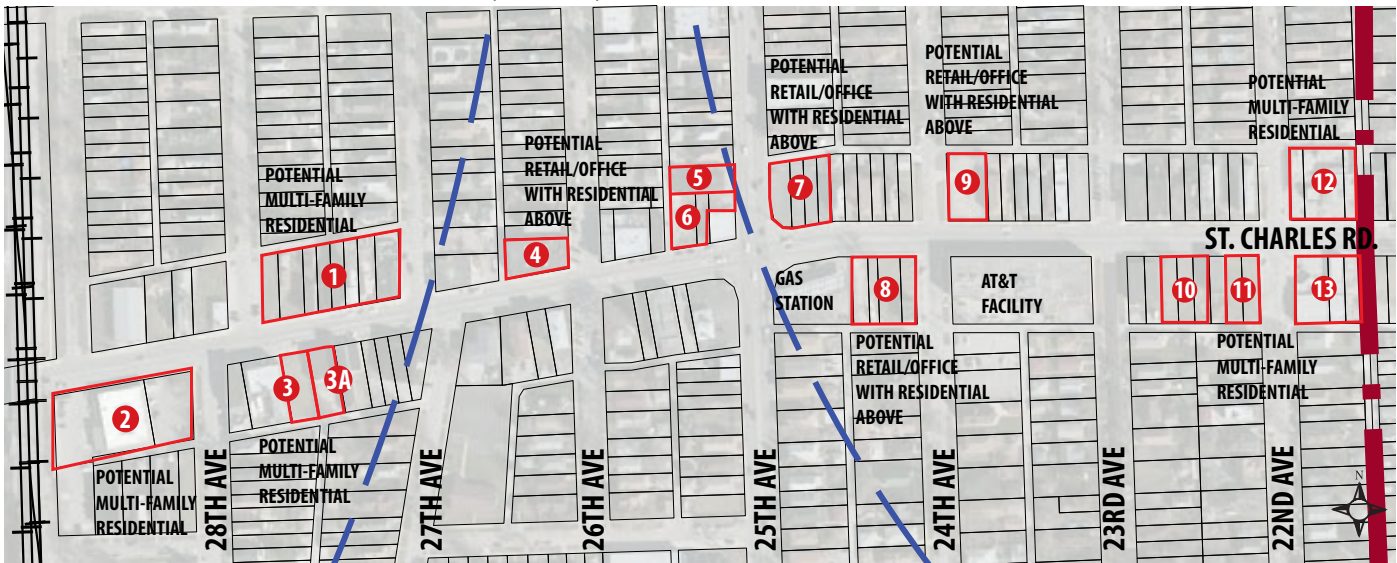 POTENTIAL
RETAIL/OFFICE
WITH RESIDENTIAL
ABOVE
POTENTIAL
RETAIL/OFFICE
WITH RESIDENTIAL
ABOVE
POTENTIAL
MULTI-FAMILY
RESIDENTIAL
POTENTIAL
RETAIL/OFFICE
WITH RESIDENTIAL
ABOVE
POTENTIAL
MULTI-FAMILY
RESIDENTIAL
5
7
9
12
6
4
1
ST. CHARLES RD.
GAS
STATION
8
AT&T
FACILITY
10
11
13
POTENTIAL
RETAIL/OFFICE
WITH RESIDENTIAL
ABOVE
POTENTIAL
MULTI-FAMILY
RESIDENTIAL
3
3A
2
POTENTIAL
MULTI-FAMILY
RESIDENTIAL
POTENTIAL
MULTI-FAMILY
RESIDENTIAL
28TH AVE
27TH AVE
26TH AVE
25TH AVE
24TH AVE
23RD AVE
22ND AVE
N